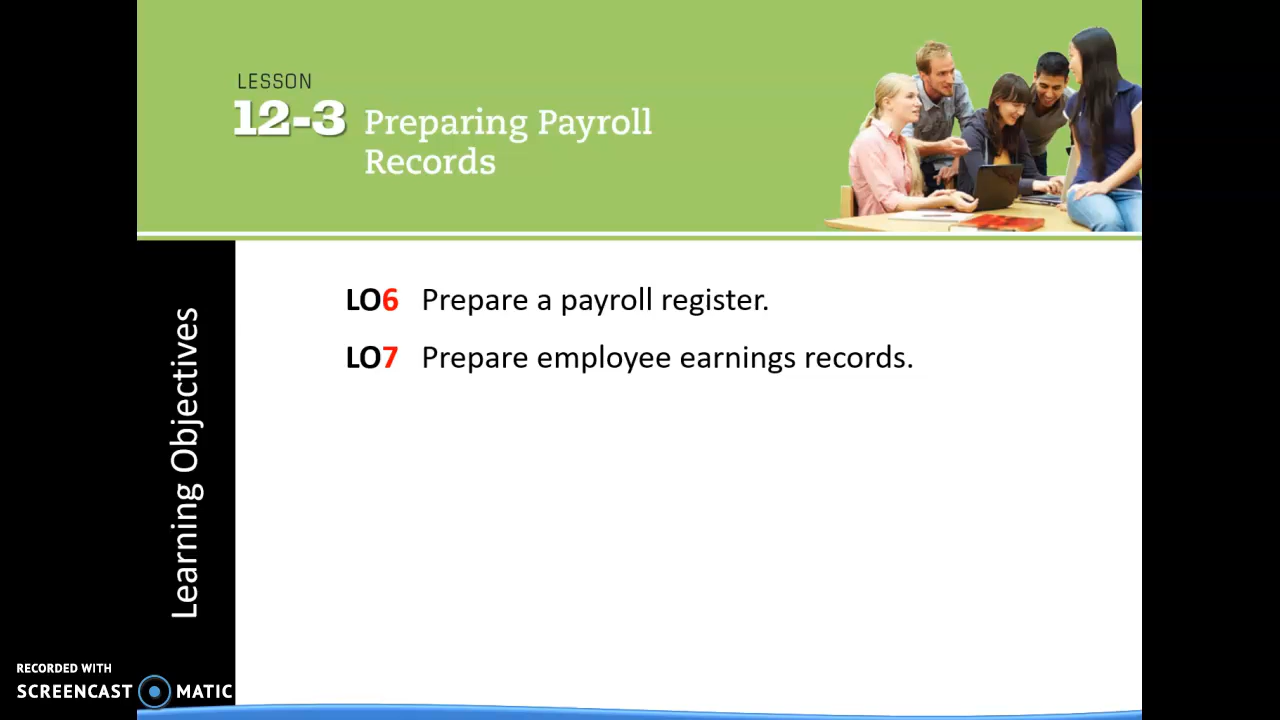 LESSON
12-3 Preparing Payroll
Records
LO6 Prepare a payroll register.
LO7 Prepare employee earnings records.
Learning Objectives
RECORDED WITH
SCREENCAST MATIC